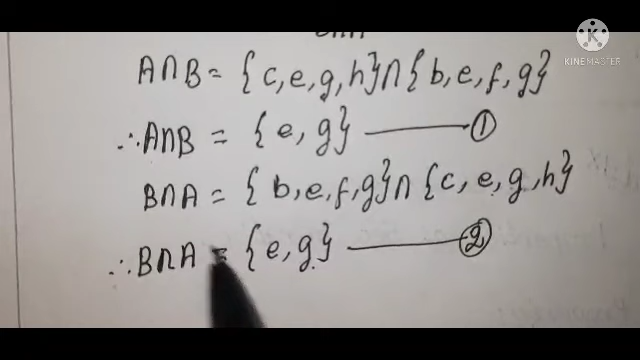 KINEMASTER
A∩B = {c,e,g,h}∩{b,e,f,g}
∴A∩B = {e,g} ①
B∩A = {b,e,f,g}∩{c,e,g,h}
∴B∩A = {e,g} ②